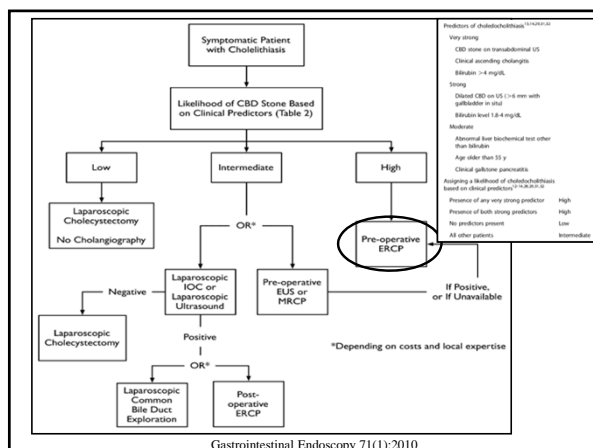 Symptomatic Patient
with Cholelithiasis
Likelihood of CBD Stone Based
on Clinical Predictors (Table 2)
Low
Intermediate
High
Laparoscopic
Cholecystectomy
No Cholangiography
OR*
Pre-operative
ERCP
Laparoscopic
IOC or
Laparoscopic
Ultrasound
Pre-operative
EUS or
MRCP
If Positive,
or If Unavailable
Negative
Laparoscopic
Cholecystectomy
Positive
*Depending on costs and local expertise
OR*
Laparoscopic
Common
Bile Duct
Exploration
Post-
operative
ERCP
Predictors of choledocholithiasis
Very strong
CBD stone on transabdominal US
Clinical ascending cholangitis
Bilirubin >4 mg/dL
Strong
Dilated CBD on US (>6 mm with
gallbladder in situ)
Bilirubin level 1.8-4 mg/dL
Moderate
Abnormal liver biochemical test other
than bilirubin
Age older than 55 y
Clinical gallstone pancreatitis
Assigning a likelihood of choledocholithiasis
based on clinical predictors
Presence of any very strong predictor High
Presence of both strong predictors High
No predictors present Low
All other patients Intermediate
Gastrointestinal Endoscopy 71(1):2010